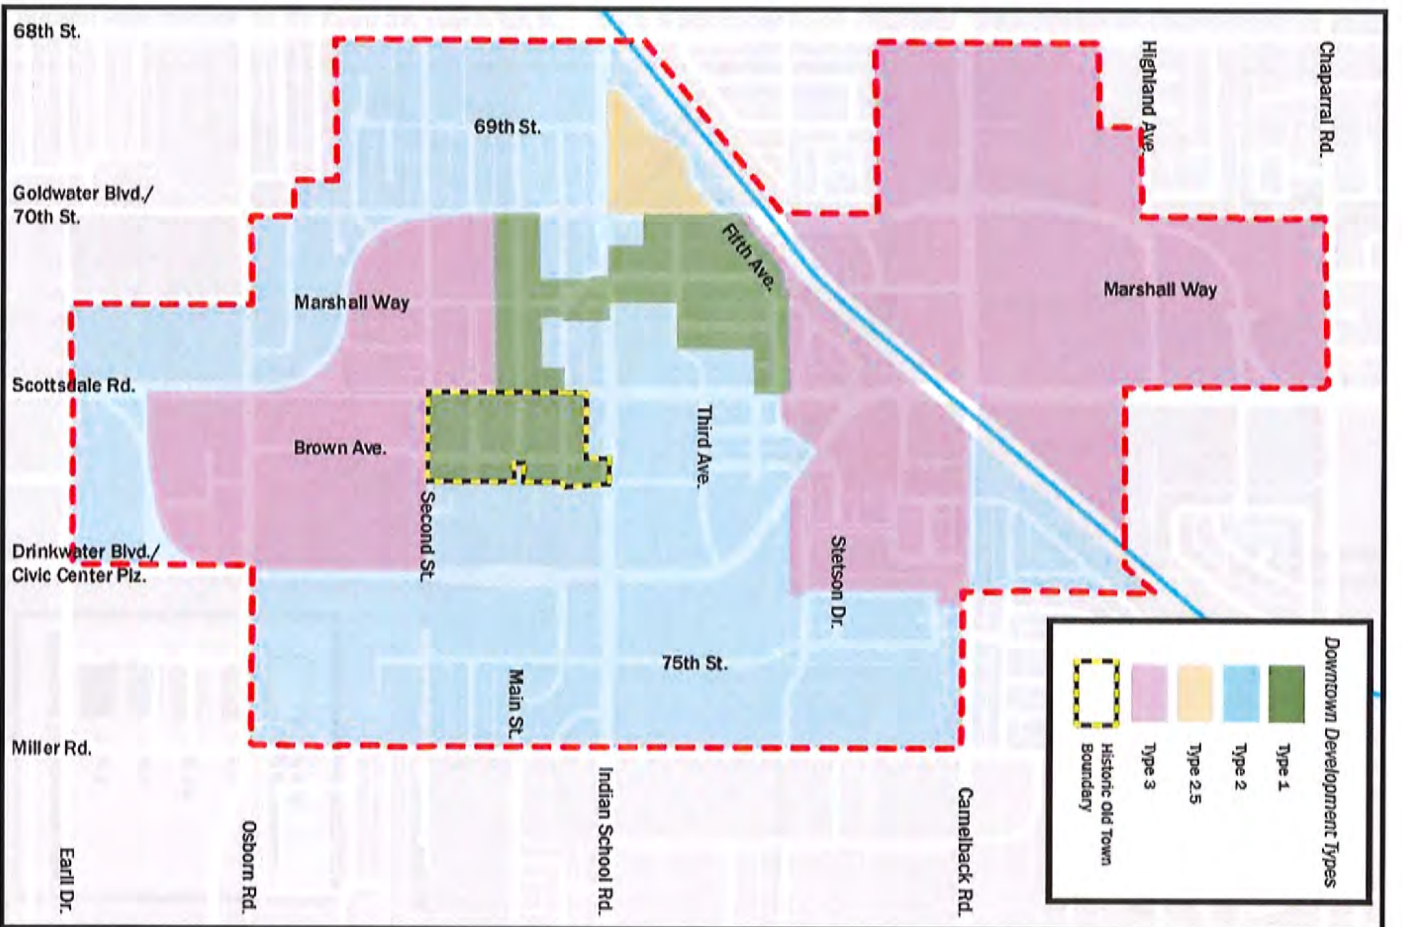 68th St.
Highland Ave.
Chaparral Rd.
69th St.
Goldwater Blvd./
70th St.
Fifth Ave.
Marshall Way
Marshall Way
Scottsdale Rd.
Third Ave.
Brown Ave.
Second St.
Stetson Dr.
Drinkwater Blvd./
Civic Center Plz.
75th St.
Main St.
Miller Rd.
Indian School Rd.
Camelback Rd.
Osborn Rd.
Earll Dr.
Downtown Development Types
Type 1
Type 2
Type 2.5
Type 3
Historic Old Town
Boundary